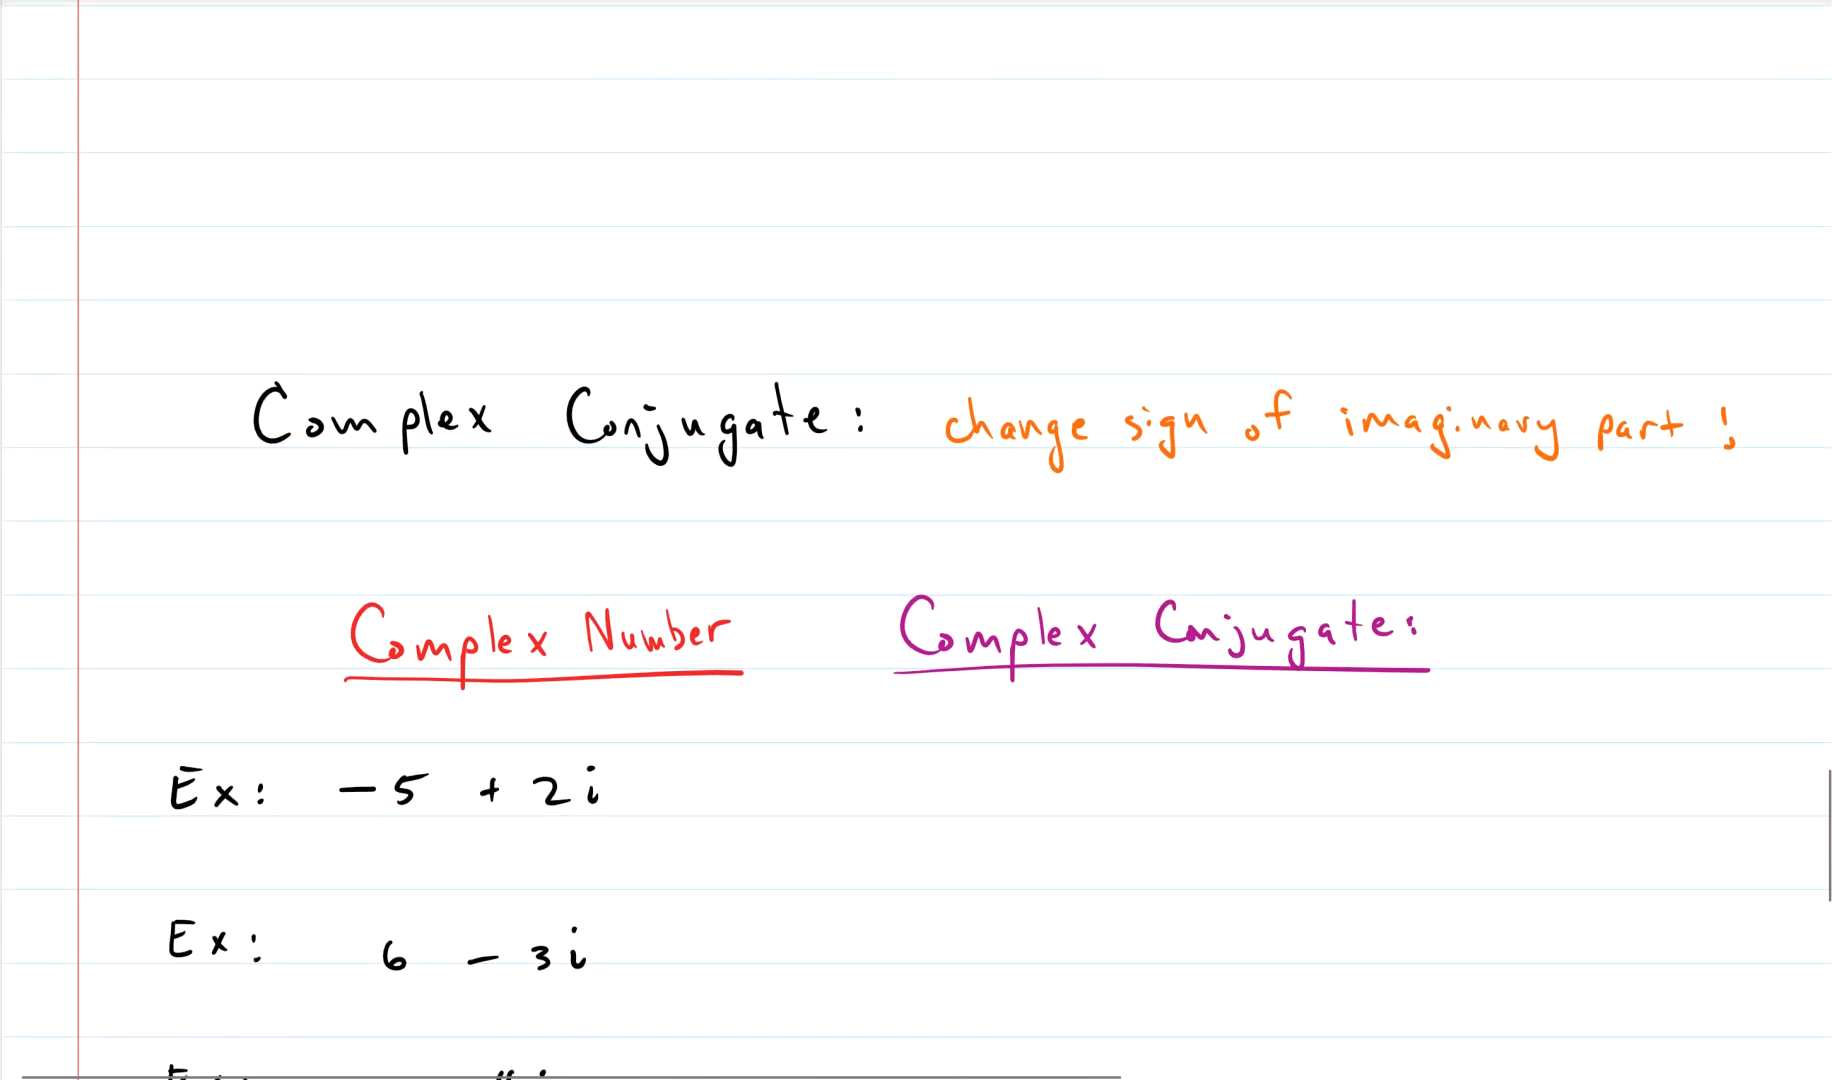 Complex Conjugate: change sign of imaginary part!
Complex Number Complex Conjugate:
Ex: -5 + 2i
Ex: 6 - 3i